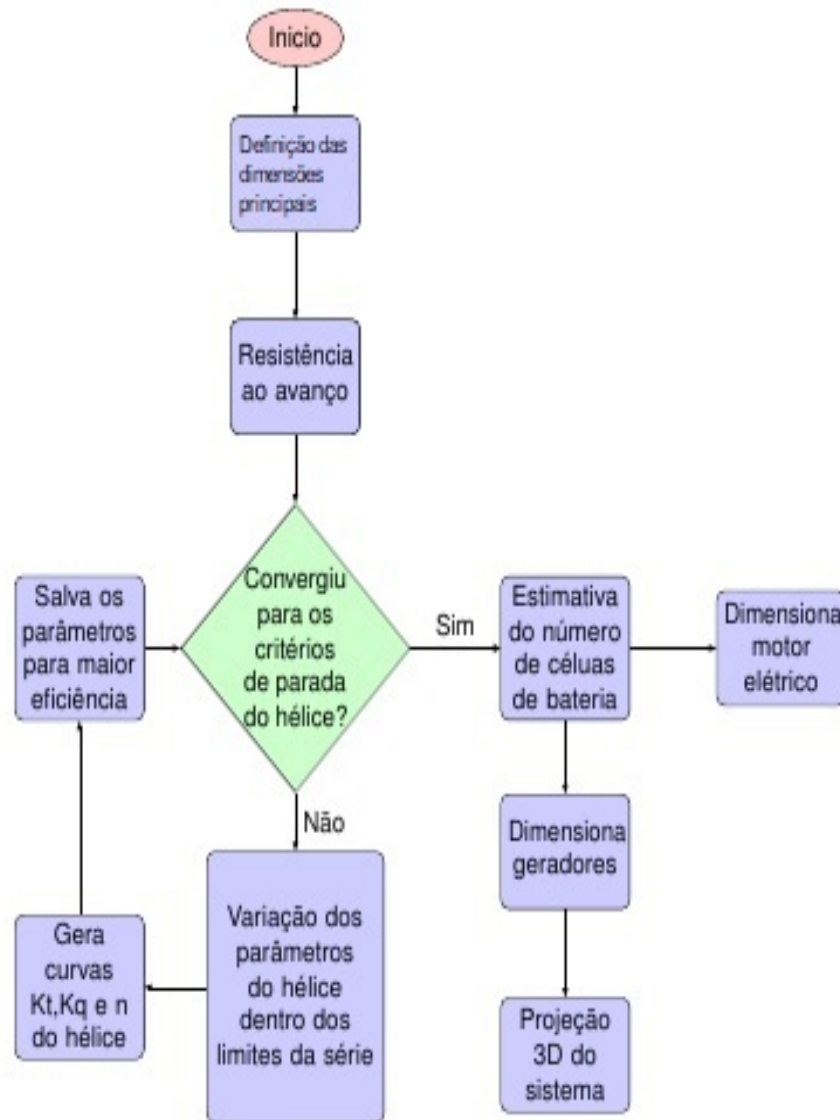 Inicio
Definição das
dimensões
principais
Resistência
ao avanço
Convergiu
para os
critérios
de parada
do hélice?
Sim
Estimativa
do número
de céluas
de bateria
Dimensiona
motor
elétrico
Dimensiona
geradores
Projeção
3D do
sistema
Não
Variação dos
parâmetros
do hélice
dentro dos
limites da série
Gera
curvas
Kt,Kq e n
do hélice
Salva os
parâmetros
para maior
eficiência